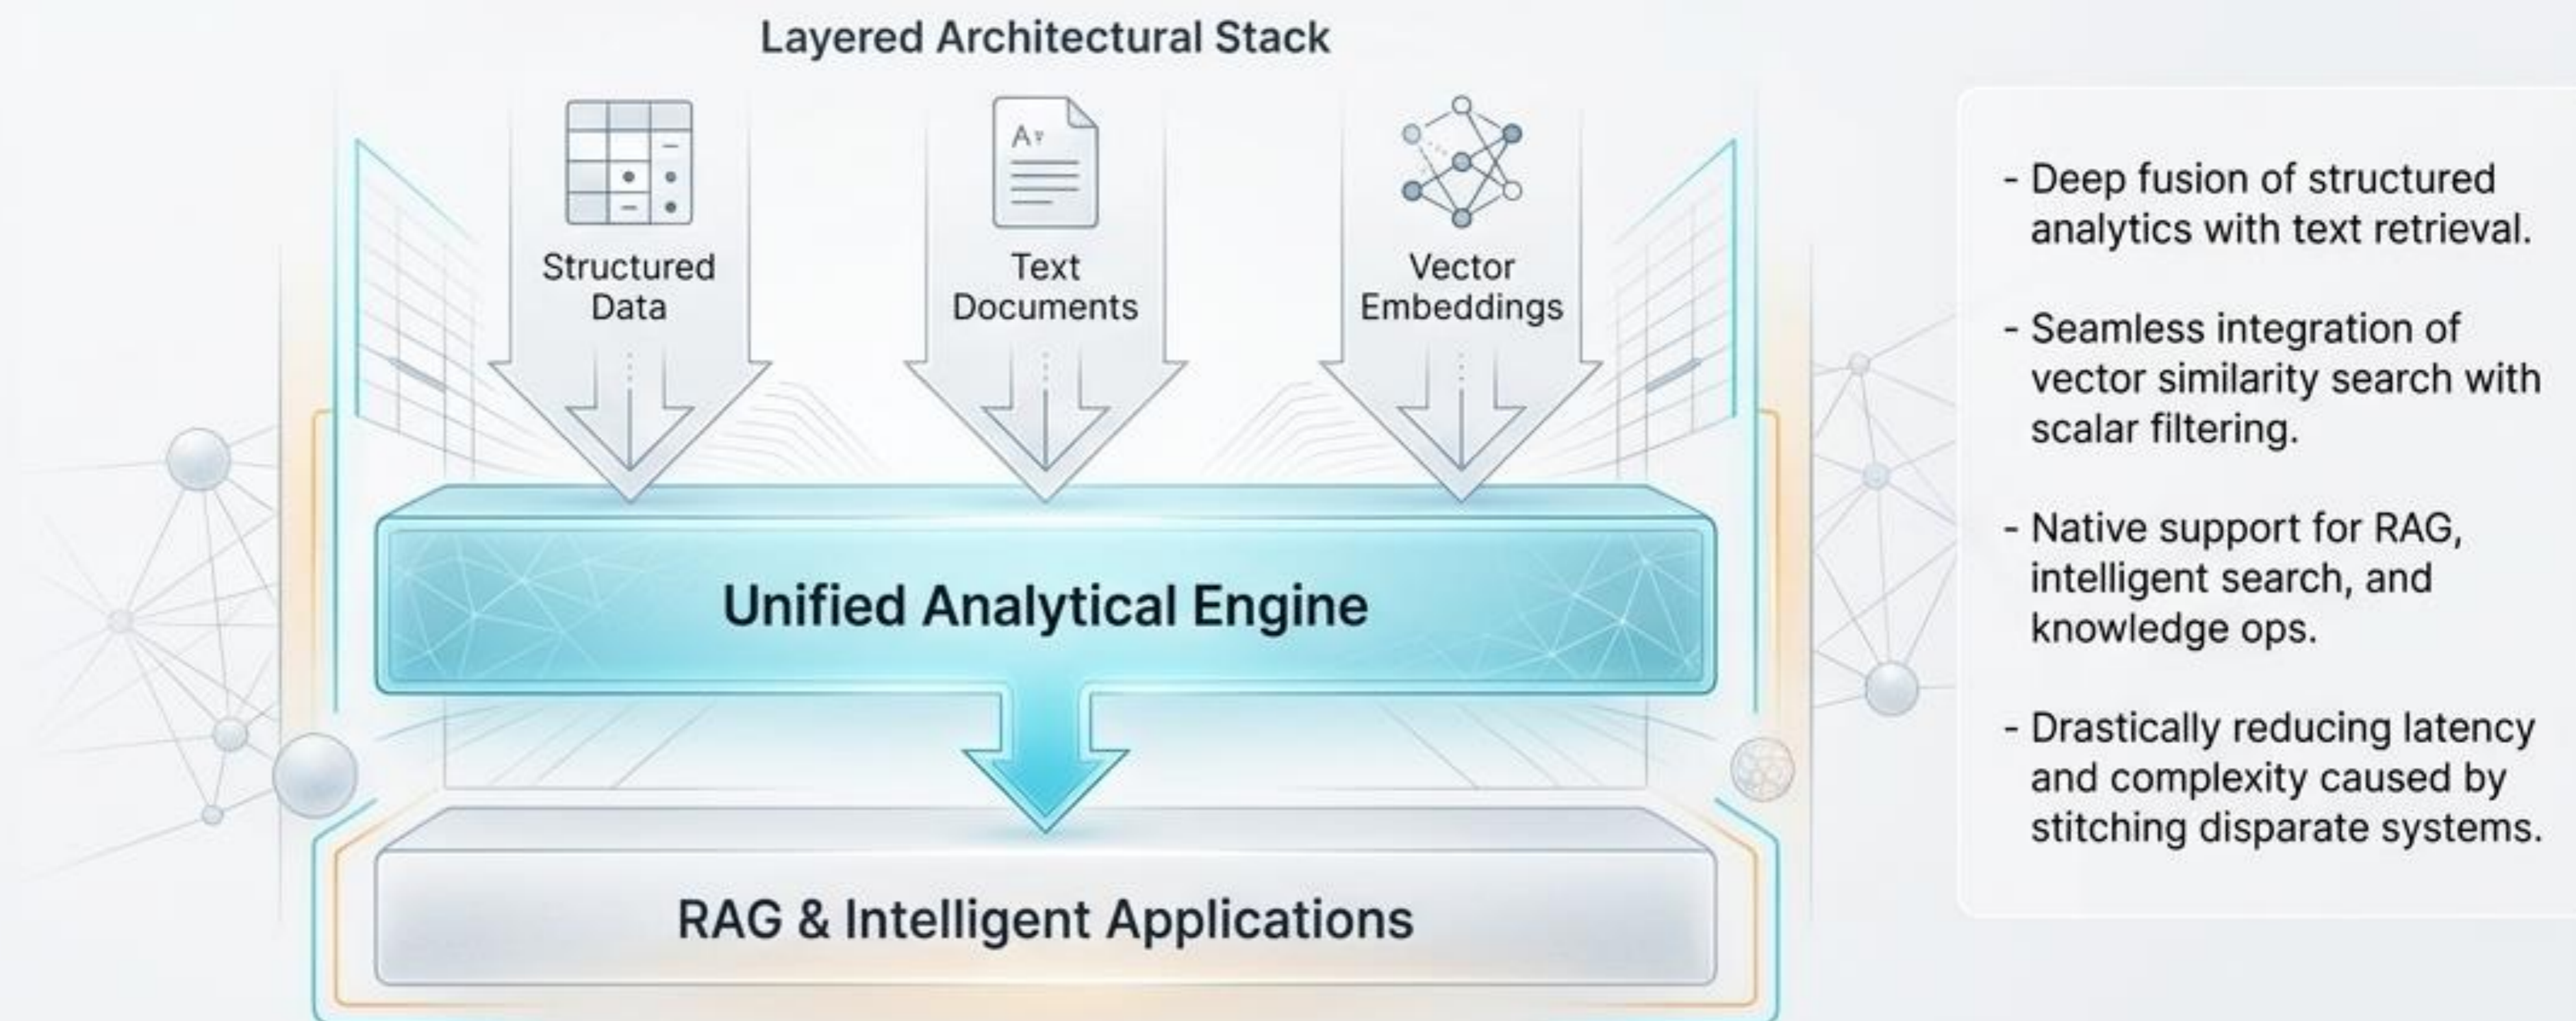 Layered Architectural Stack
Structured
Data
Text
Documents
Vector
Embeddings
Unified Analytical Engine
RAG & Intelligent Applications
- Deep fusion of structured
analytics with text retrieval.
- Seamless integration of
vector similarity search with
scalar filtering.
- Native support for RAG,
intelligent search, and
knowledge ops.
- Drastically reducing latency
and complexity caused by
stitching disparate systems.